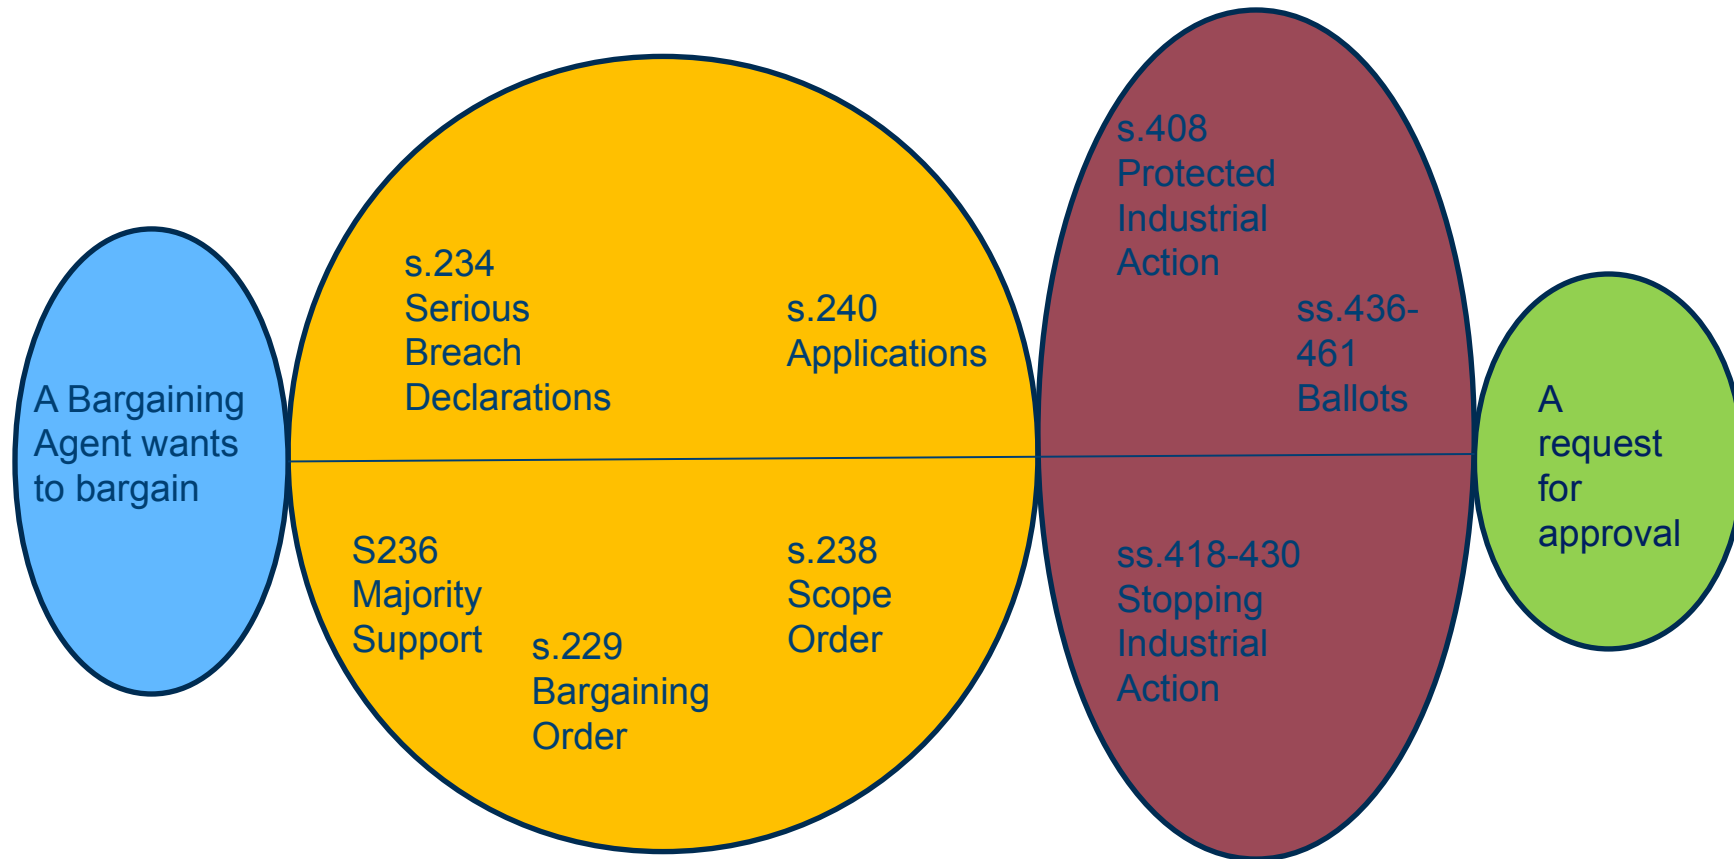 A Bargaining
Agent wants
to bargain
s.234
Serious
Breach
Declarations
s.240
Applications
S236
Majority
Support
s.229
Bargaining
Order
s.238
Scope
Order
s.408
Protected
Industrial
Action
ss.436-
461
Ballots
ss.418-430
Stopping
Industrial
Action
A
request
for
approval